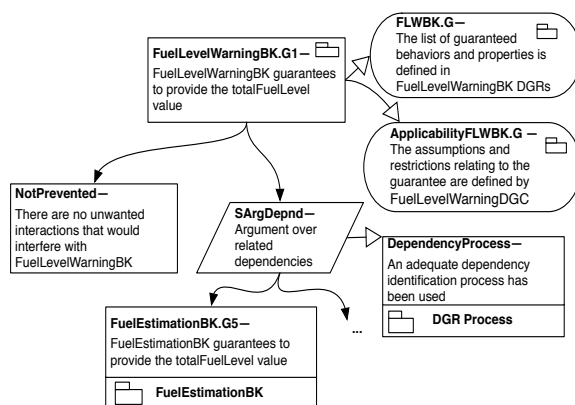 FuelLevelWarningBK.G1—
FuelLevelWarningBK guarantees
to provide the totalFuelLevel
value
FLWBK.G—
The list of guaranteed
behaviors and properties is
defined in
FuelLevelWarningBK DGRs
ApplicabilityFLWBK.G —
The assumptions and
restrictions relating to the
guarantee are defined by
FuelLevelWarningDGC
NotPrevented—
There are no unwanted
interactions that would
interfere with
FuelLevelWarningBK
SArgDepnd—
Argument over
related
dependencies
DependencyProcess—
An adequate dependency
identification process has
been used
DGR Process
FuelEstimationBK.G5—
FuelEstimationBK guarantees to
provide the totalFuelLevel value
FuelEstimationBK
...